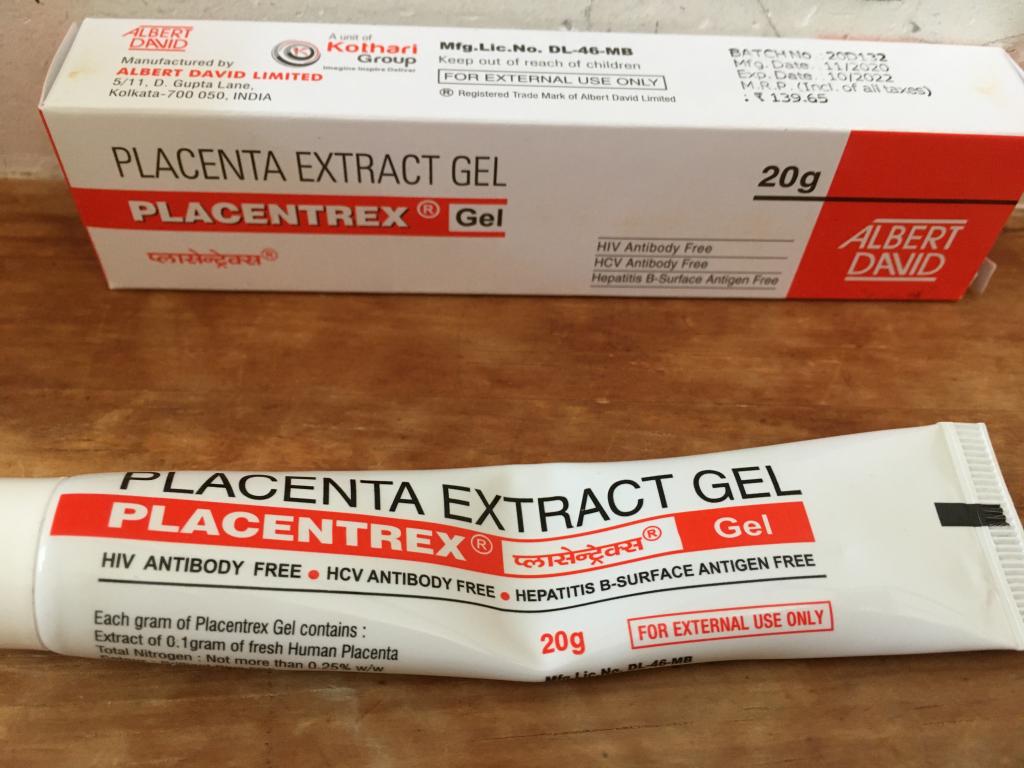 ALBERT
DAVID
Manufactured by
ALBERT DAVID LIMITED
5/11, D. Gupta Lane,
Kolkata-700 050, INDIA
A unit of
Kothari
Group
Imagine Inspire Deliver
Mfg.Lic.No. DL-46-MB
Keep out of reach of children
FOR EXTERNAL USE ONLY
® Registered Trade Mark of Albert David Limited
BATCH No. 20D132
Mfg. Date. 11/2020
Exp. Date. 10/2022
M.R.P. (Incl. of all taxes)
: ₹ 139.65
PLACENTA EXTRACT GEL
PLACENTREX® Gel
प्लासेन्ट्रेक्स®
20g
HIV Antibody Free
HCV Antibody Free
Hepatitis B-Surface Antigen Free
ALBERT
DAVID
PLACENTA EXTRACT GEL
PLACENTREX® प्लासेन्ट्रेक्स® Gel
HIV ANTIBODY FREE • HCV ANTIBODY FREE • HEPATITIS B-SURFACE ANTIGEN FREE
Each gram of Placentrex Gel contains :
Extract of 0.1gram of fresh Human Placenta
Total Nitrogen : Not more than 0.25% w/w
20g
FOR EXTERNAL USE ONLY
Mfg.Lic.No. DL-46-MB